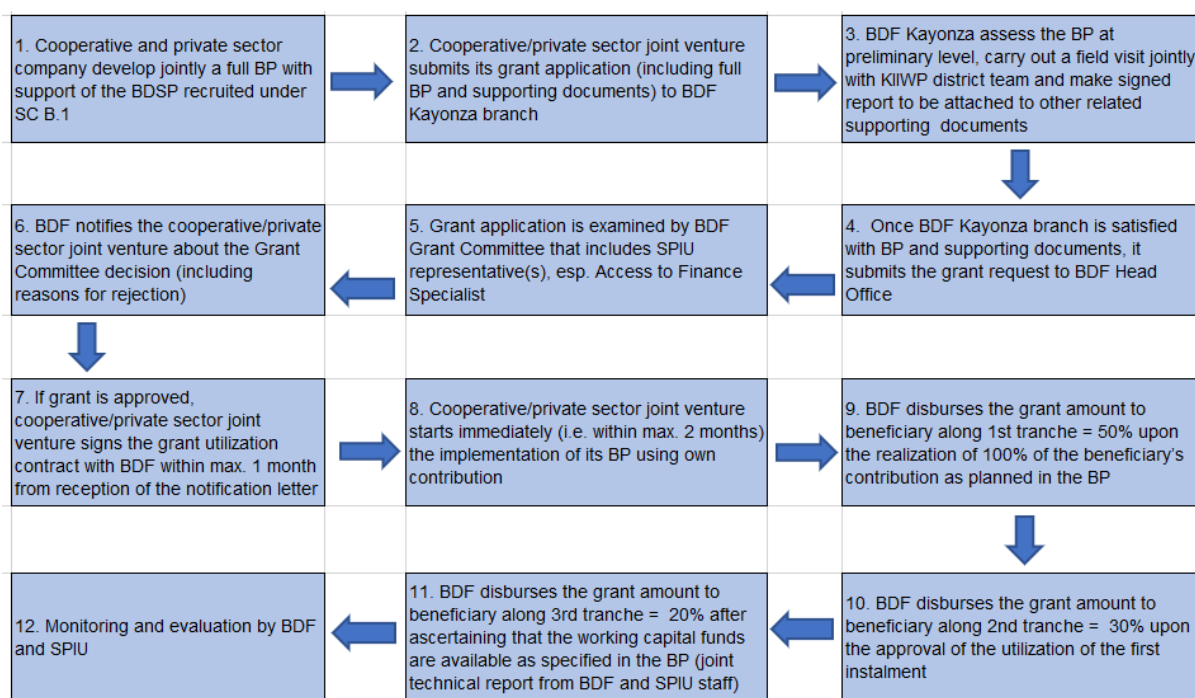 1. Cooperative and private sector
company develop jointly a full BP with
support of the BDSP recruited under
SC B.1
2. Cooperative/private sector joint venture
submits its grant application (including full
BP and supporting documents) to BDF
Kayonza branch
3. BDF Kayonza assess the BP at
preliminary level, carry out a field visit jointly
with KIIWP district team and make signed
report to be attached to other related
supporting documents
4. Once BDF Kayonza branch is satisfied
with BP and supporting documents, it
submits the grant request to BDF Head
Office
5. Grant application is examined by BDF
Grant Committee that includes SPIU
representative(s), esp. Access to Finance
Specialist
6. BDF notifies the cooperative/private
sector joint venture about the Grant
Committee decision (including
reasons for rejection)
7. If grant is approved,
cooperative/private sector joint
venture signs the grant utilization
contract with BDF within max. 1 month
from reception of the notification letter
8. Cooperative/private sector joint venture
starts immediately (i.e. within max. 2 months)
the implementation of its BP using own
contribution
9. BDF disburses the grant amount to
beneficiary along 1st tranche = 50% upon
the realization of 100% of the beneficiary's
contribution as planned in the BP
10. BDF disburses the grant amount to
beneficiary along 2nd tranche = 30% upon
the approval of the utilization of the first
instalment
11. BDF disburses the grant amount to
beneficiary along 3rd tranche = 20% after
ascertaining that the working capital funds
are available as specified in the BP (joint
technical report from BDF and SPIU staff)
12. Monitoring and evaluation by BDF
and SPIU